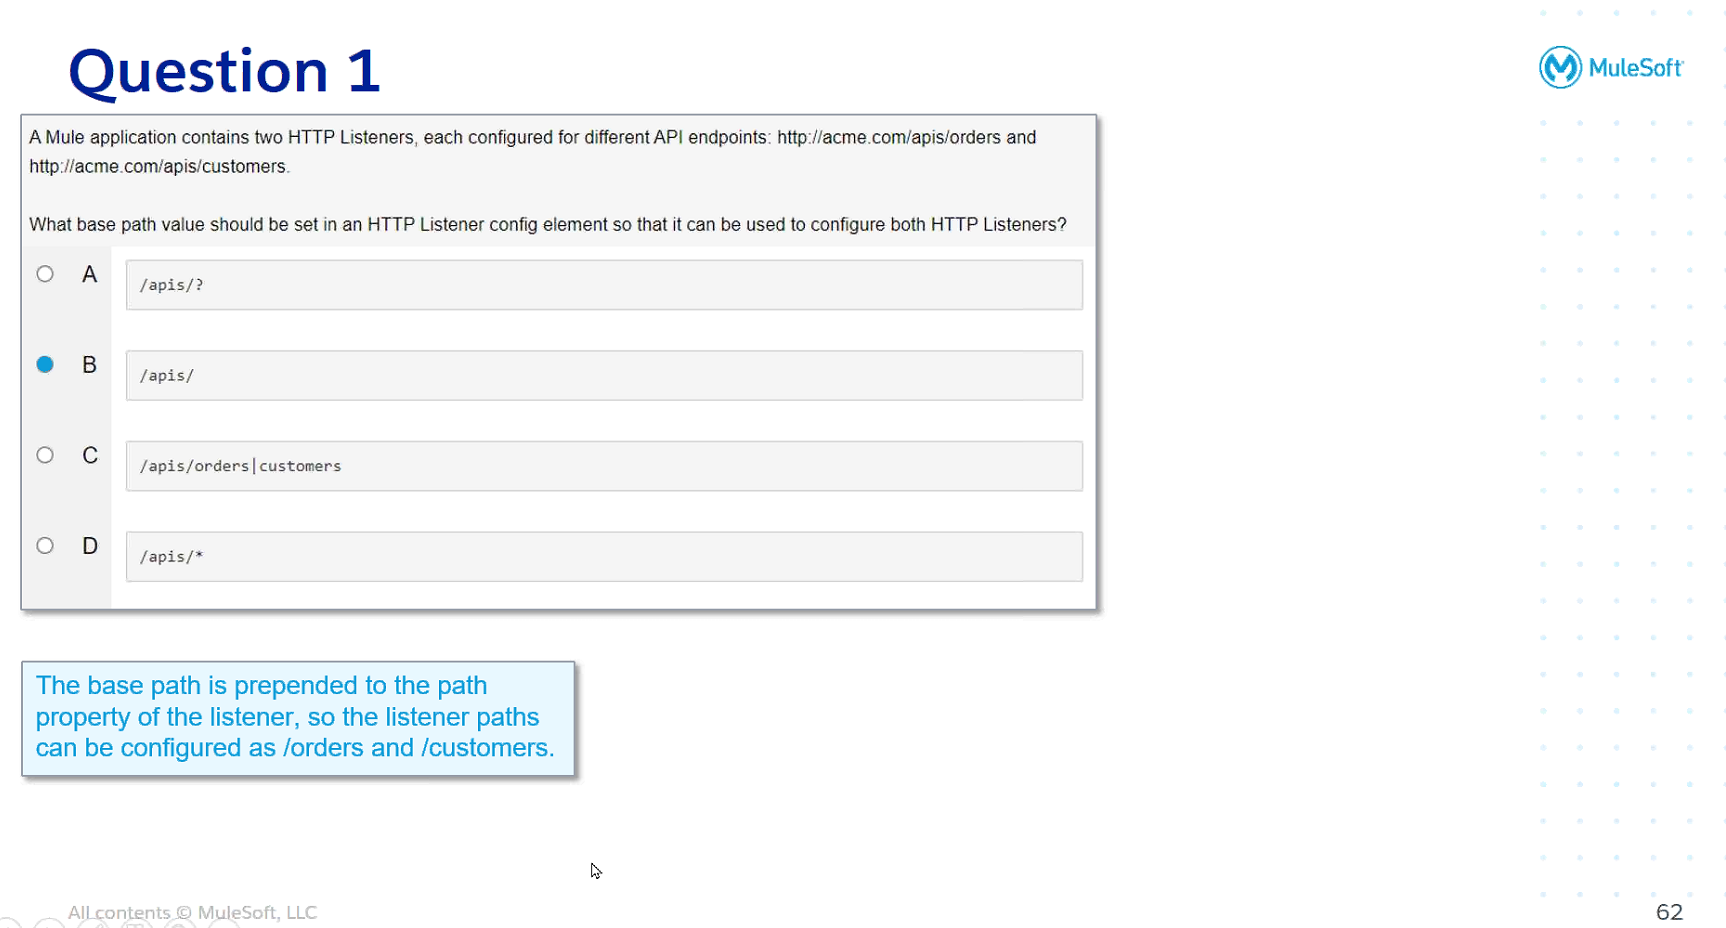 Question 1
MuleSoft
A Mule application contains two HTTP Listeners, each configured for different API endpoints: http://acme.com/apis/orders and
http://acme.com/apis/customers.
What base path value should be set in an HTTP Listener config element so that it can be used to configure both HTTP Listeners?
A
/apis/?
B
/apis/
C
/apis/orders|customers
D
/apis/*
The base path is prepended to the path
property of the listener, so the listener paths
can be configured as /orders and /customers.
All contents © MuleSoft, LLC
62